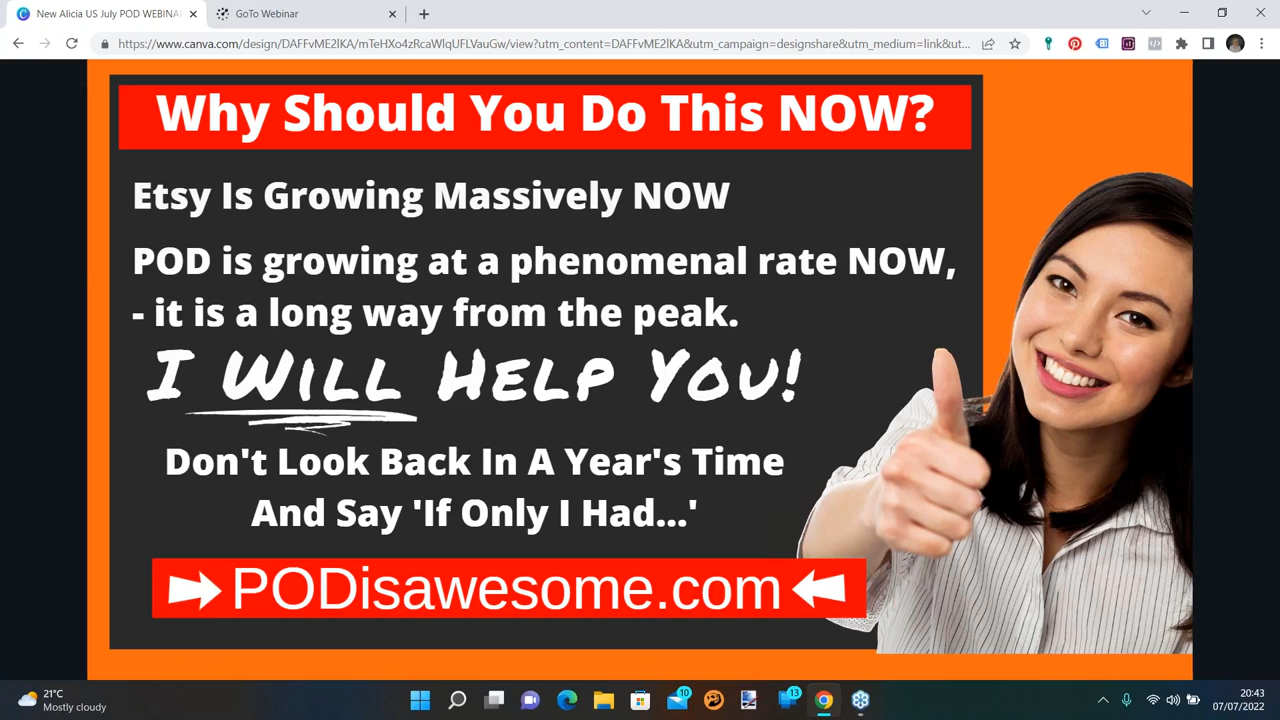 New Alicia US July POD WEBINA
GoTo Webinar
https://www.canva.com/design/DAFFvME2lKA/mTeHXo4zRaWlcTtFLVauGw/view?utm_content=DAFFvME2lKA&utm_campaign=designshare&utm_medium=link&ut...
Why Should You Do This NOW?
Etsy Is Growing Massively NOW
POD is growing at a phenomenal rate NOW,
- it is a long way from the peak.
I Will Help You!
Don't Look Back In A Year's Time
And Say 'If Only I Had...'
PODisawesome.com
21°C
Mostly cloudy
10
13
20:43
07/07/2022